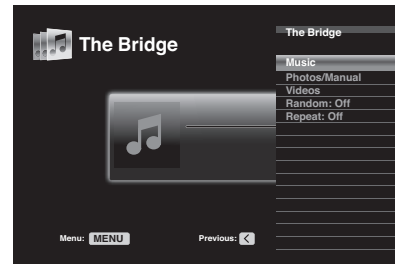 The Bridge
The Bridge
Music
Photos/Manual
Videos
Random: Off
Repeat: Off
Menu: MENU
Previous: <